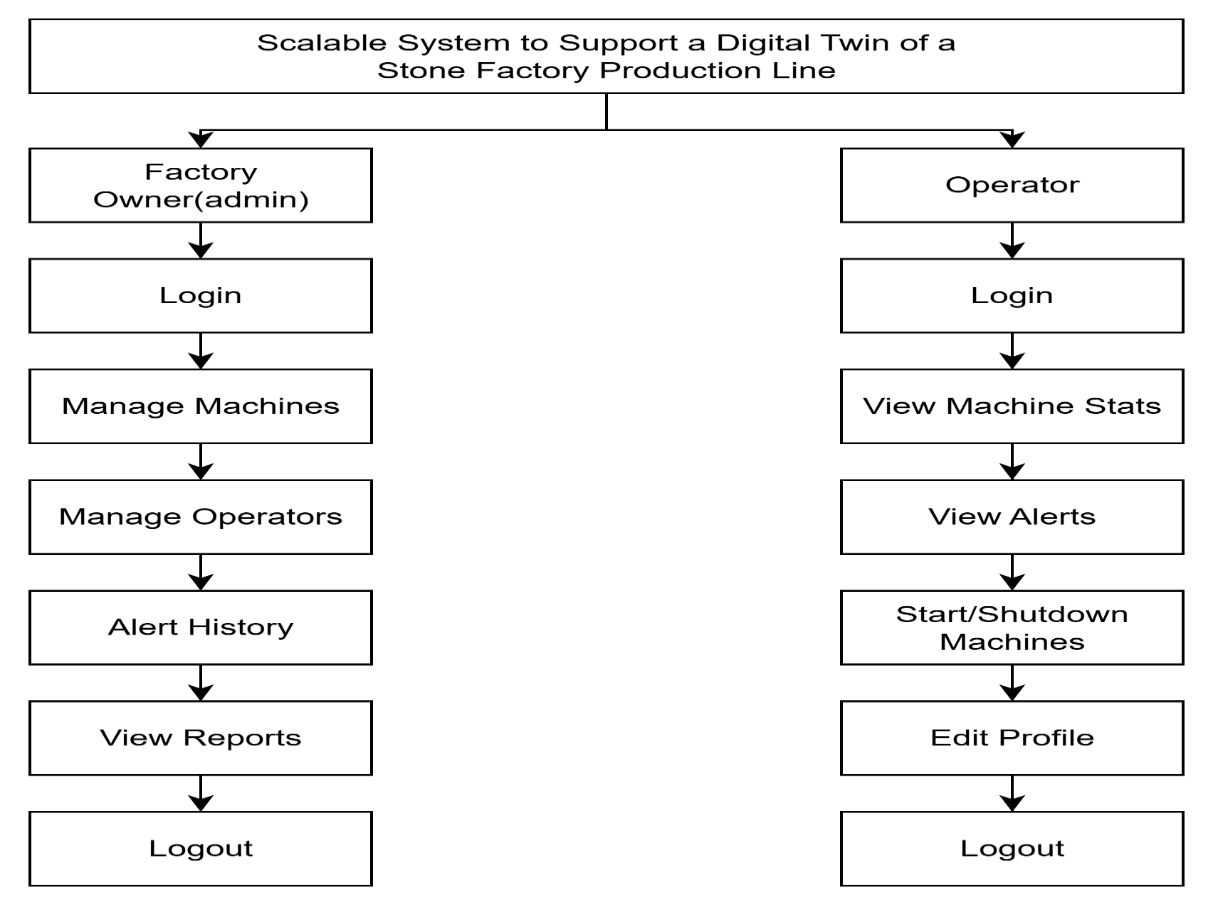 Scalable System to Support a Digital Twin of a
Stone Factory Production Line
Factory
Owner(admin)
Login
Manage Machines
Manage Operators
Alert History
View Reports
Logout
Operator
Login
View Machine Stats
View Alerts
Start/Shutdown
Machines
Edit Profile
Logout